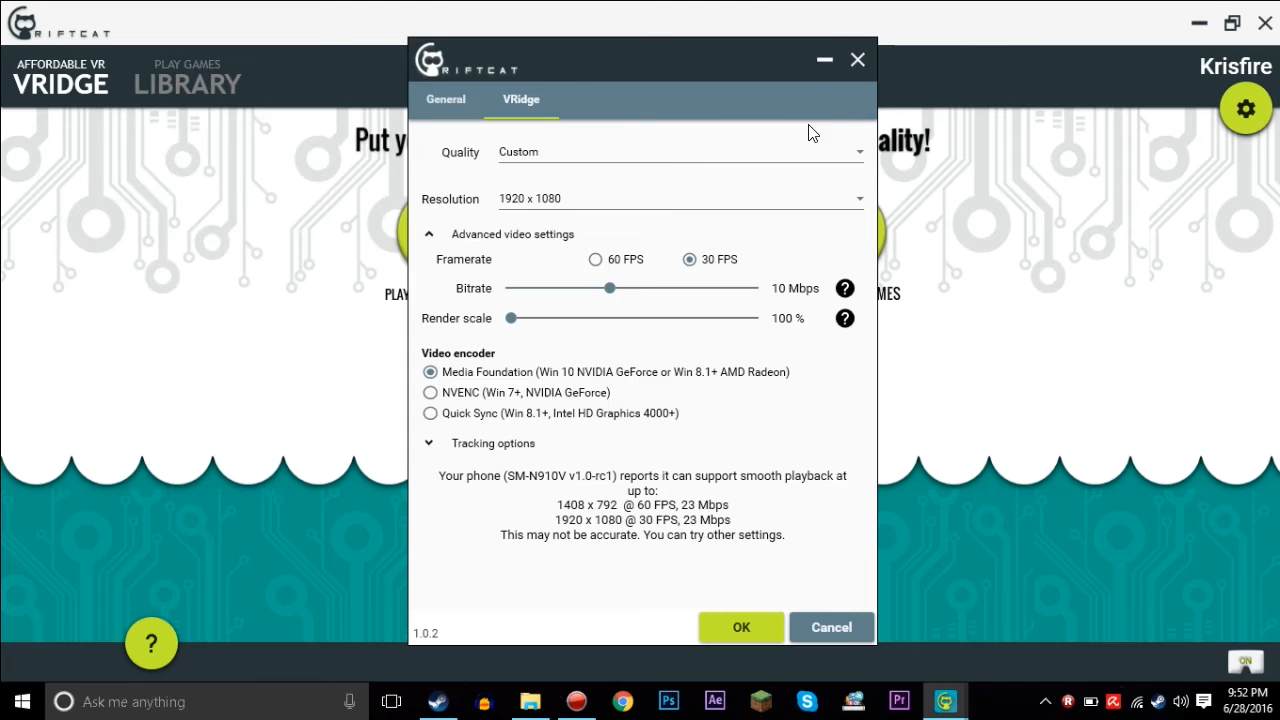 RIFTCAT
AFFORDABLE VR
VRIDGE
PLAY GAMES
LIBRARY
Krisfire
Put yo
ality!
PLA
MES
RIFTCAT
General
VRidge
Quality
Custom
Resolution
1920 x 1080
Advanced video settings
Framerate
60 FPS
30 FPS
Bitrate
10 Mbps
?
Render scale
100 %
?
Video encoder
Media Foundation (Win 10 NVIDIA GeForce or Win 8.1+ AMD Radeon)
NVENC (Win 7+, NVIDIA GeForce)
Quick Sync (Win 8.1+, Intel HD Graphics 4000+)
Tracking options
Your phone (SM-N910V v1.0-rc1) reports it can support smooth playback at
up to:
1408 x 792 @ 60 FPS, 23 Mbps
1920 x 1080 @ 30 FPS, 23 Mbps
This may not be accurate. You can try other settings.
1.0.2
OK
Cancel
?
ON
Ask me anything
Ps
Ae
Pr
9:52 PM
6/28/2016